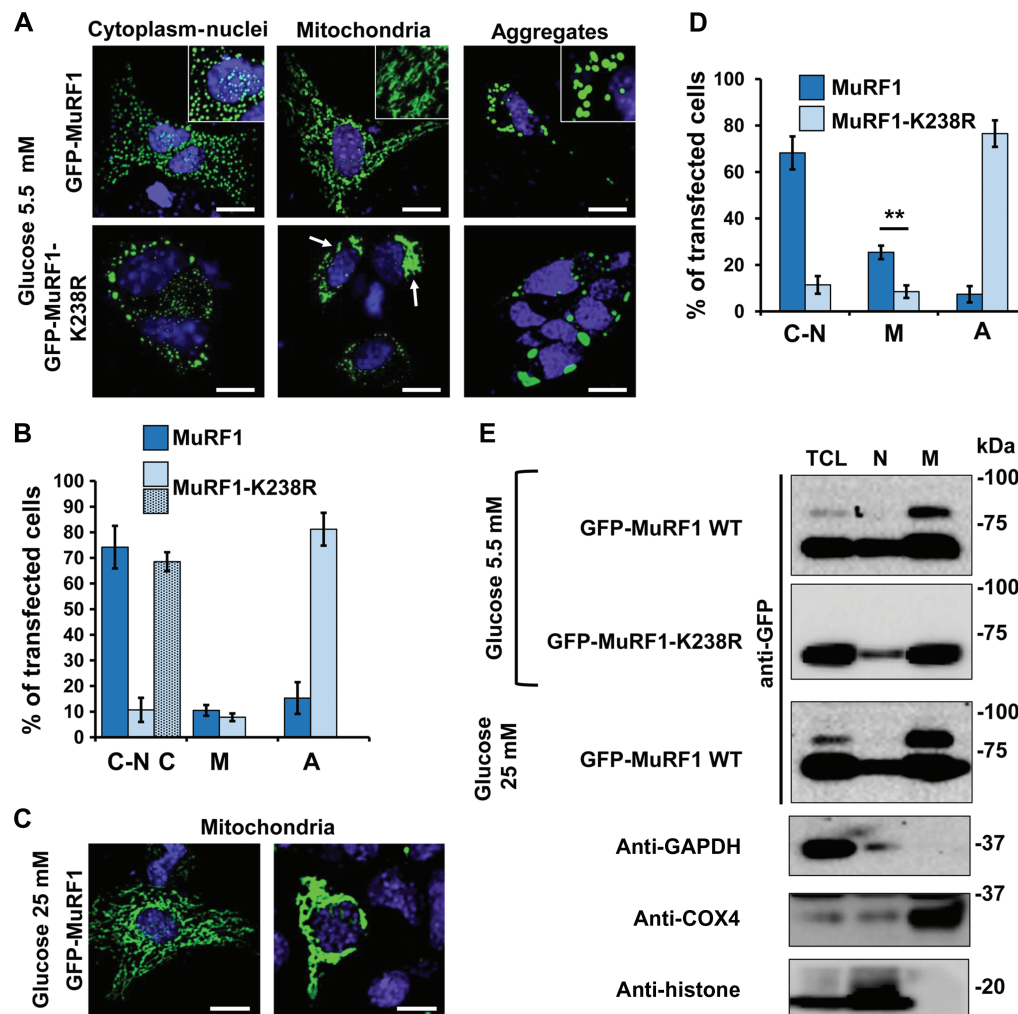 A
Cytoplasm-nuclei
Mitochondria
Aggregates
Glucose 5.5 mM
GFP-MuRF1
GFP-MuRF1-
K238R
B
MuRF1
MuRF1-K238R
% of transfected cells
100
90
80
70
60
50
40
30
20
10
0
C-N C M A
C
Mitochondria
Glucose 25 mM
GFP-MuRF1
D
MuRF1
MuRF1-K238R
% of transfected cells
100
80
60
40
20
0
**
C-N M A
E
TCL N M kDa
Glucose 5.5 mM
GFP-MuRF1 WT
-100
-75
GFP-MuRF1-K238R
-100
-75
anti-GFP
Glucose
25 mM
GFP-MuRF1 WT
-100
-75
Anti-GAPDH
-37
Anti-COX4
-37
Anti-histone
-20